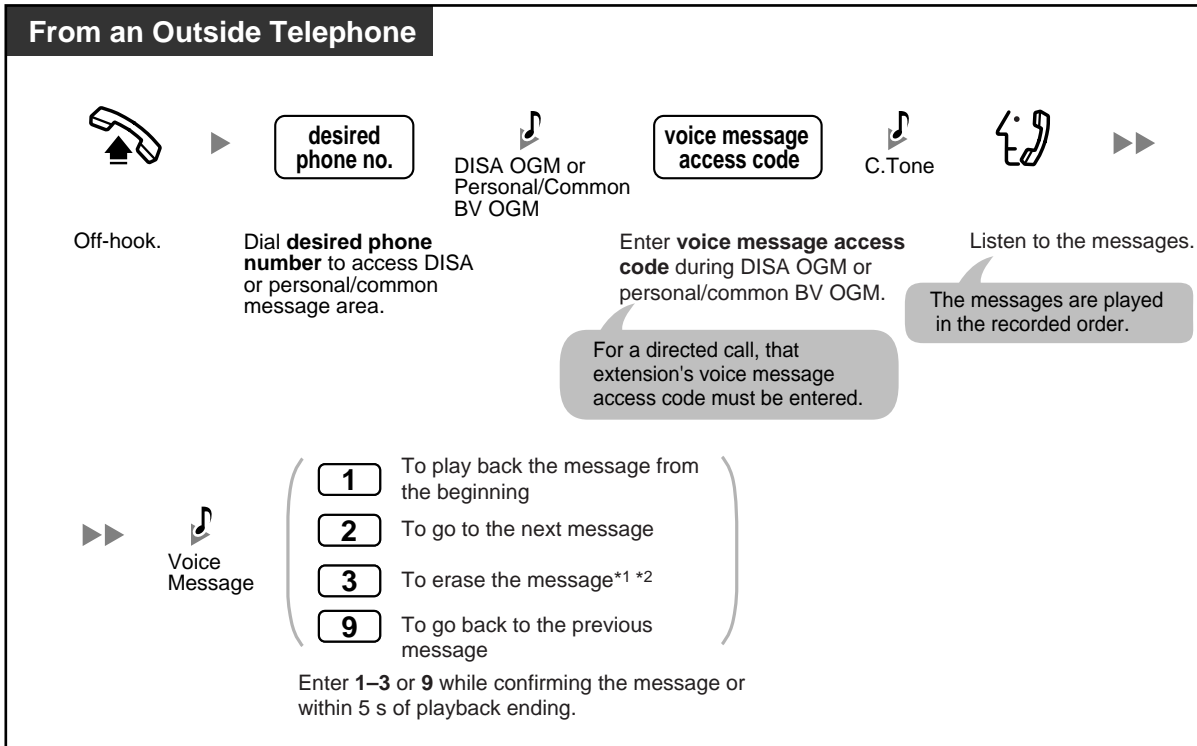 From an Outside Telephone
desired
phone no.
DISA OGM or
Personal/Common
BV OGM
voice message
access code
C.Tone
Off-hook.
Dial desired phone
number to access DISA
or personal/common
message area.
Enter voice message access
code during DISA OGM or
personal/common BV OGM.
Listen to the messages.
For a directed call, that
extension's voice message
access code must be entered.
The messages are played
in the recorded order.
Voice
Message
1 To play back the message from
the beginning
2 To go to the next message
3 To erase the message*1 *2
9 To go back to the previous
message
Enter 1–3 or 9 while confirming the message or
within 5 s of playback ending.